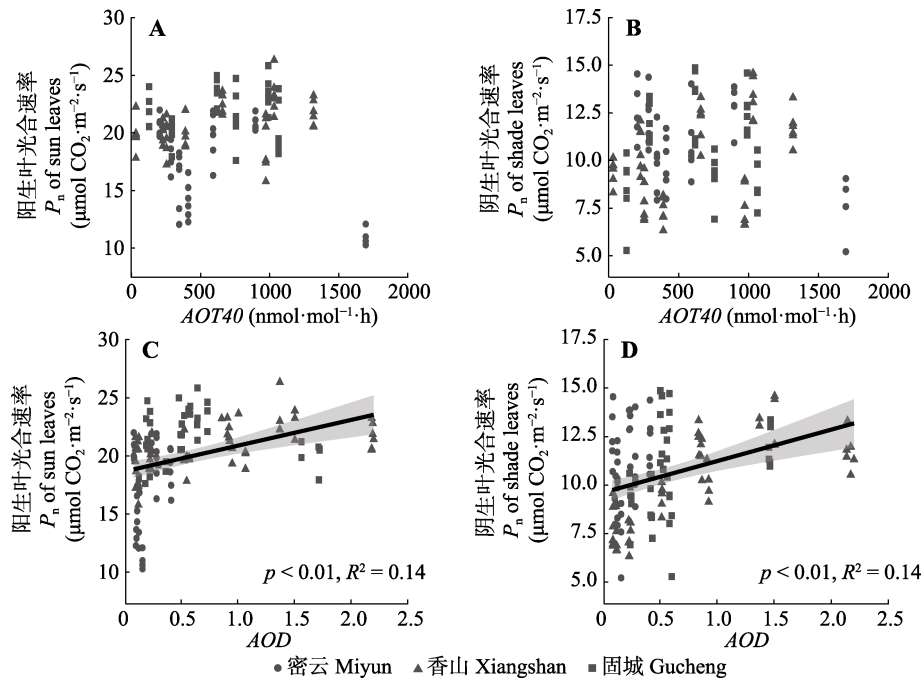 A
30
25
20
15
10
0
500
1000
1500
2000
AOT40 (nmol·mol⁻¹·h)
阳生叶光合速率
Pₙ of sun leaves
(μmol CO₂·m⁻²·s⁻¹)
B
17.5
15.0
12.5
10.0
7.5
5.0
0
500
1000
1500
2000
AOT40 (nmol·mol⁻¹·h)
阴生叶光合速率
Pₙ of shade leaves
(μmol CO₂·m⁻²·s⁻¹)
C
30
25
20
15
10
0
0.5
1.0
1.5
2.0
2.5
AOD
阳生叶光合速率
Pₙ of sun leaves
(μmol CO₂·m⁻²·s⁻¹)
p < 0.01, R² = 0.14
D
17.5
15.0
12.5
10.0
7.5
5.0
0
0.5
1.0
1.5
2.0
2.5
AOD
阴生叶光合速率
Pₙ of shade leaves
(μmol CO₂·m⁻²·s⁻¹)
p < 0.01, R² = 0.14
密云 Miyun 香山 Xiangshan 固城 Gucheng